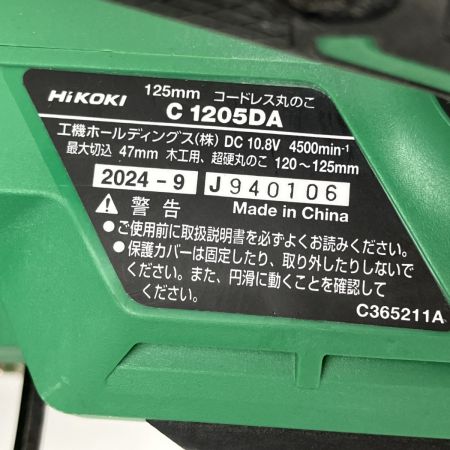 HiKOKI 125mm コードレス丸のこ
C 1205DA
工機ホールディングス(株) DC 10.8V 4500min-1
最大切込 47mm 木工用、超硬丸のこ 120～125mm
2024-9 J940106
警告 Made in China
●ご使用前に取扱説明書を必ずよくお読みください。
●保護カバーは固定したり、取り外したりしないで
ください。また、円滑に動くことを確認して
ください。
C365211A